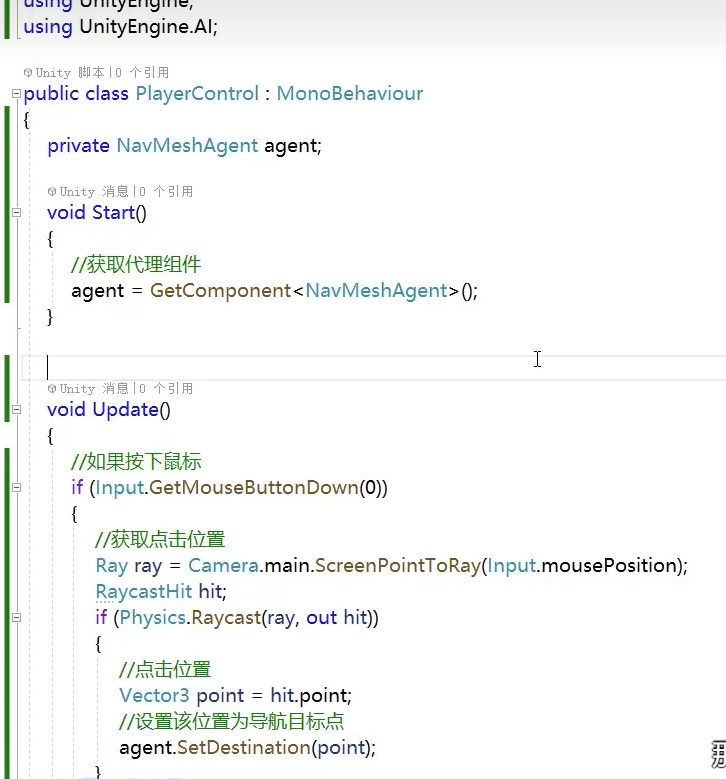 using UnityEngine;
using UnityEngine.AI;
Unity 脚本|0 个引用
public class PlayerControl : MonoBehaviour
{
private NavMeshAgent agent;
Unity 消息|0 个引用
void Start()
{
//获取代理组件
agent = GetComponent<NavMeshAgent>();
}
Unity 消息|0 个引用
void Update()
{
//如果按下鼠标
if (Input.GetMouseButtonDown(0))
{
//获取点击位置
Ray ray = Camera.main.ScreenPointToRay(Input.mousePosition);
RaycastHit hit;
if (Physics.Raycast(ray, out hit))
{
//点击位置
Vector3 point = hit.point;
//设置该位置为导航目标点
agent.SetDestination(point);
}